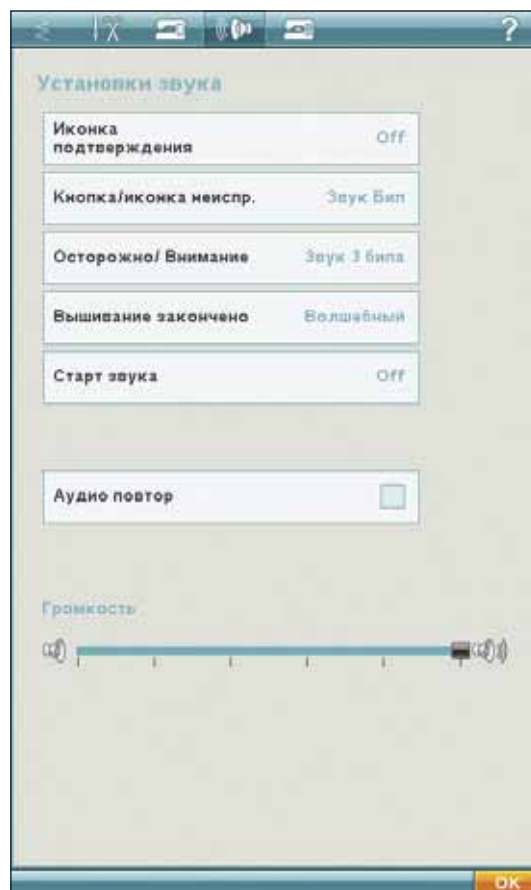 ?
Установки звука
Иконка
подтверждения
Off
Кнопка/иконка неиспр.
Звук Бип
Осторожно/ Внимание
Звук 3 бипа
Вышивание закончено
Волшебный
Старт звука
Off
Аудио повтор
Громкость
OK